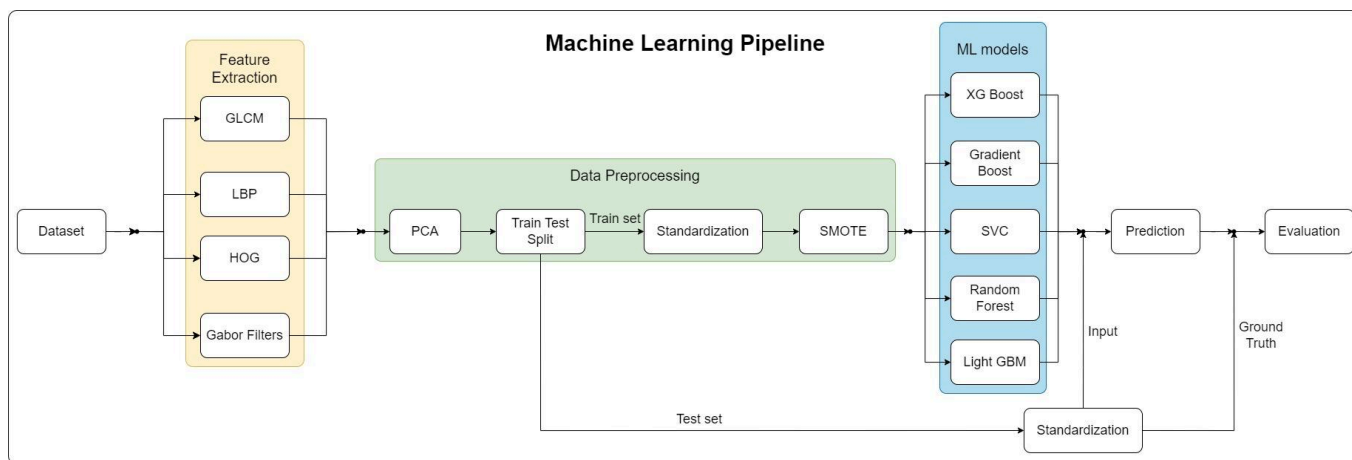 Machine Learning Pipeline
Feature
Extraction
GLCM
LBP
HOG
Gabor Filters
Dataset
Data Preprocessing
PCA
Train Test
Split
Train set
Standardization
SMOTE
ML models
XG Boost
Gradient
Boost
SVC
Random
Forest
Light GBM
Prediction
Evaluation
Input
Ground
Truth
Test set
Standardization